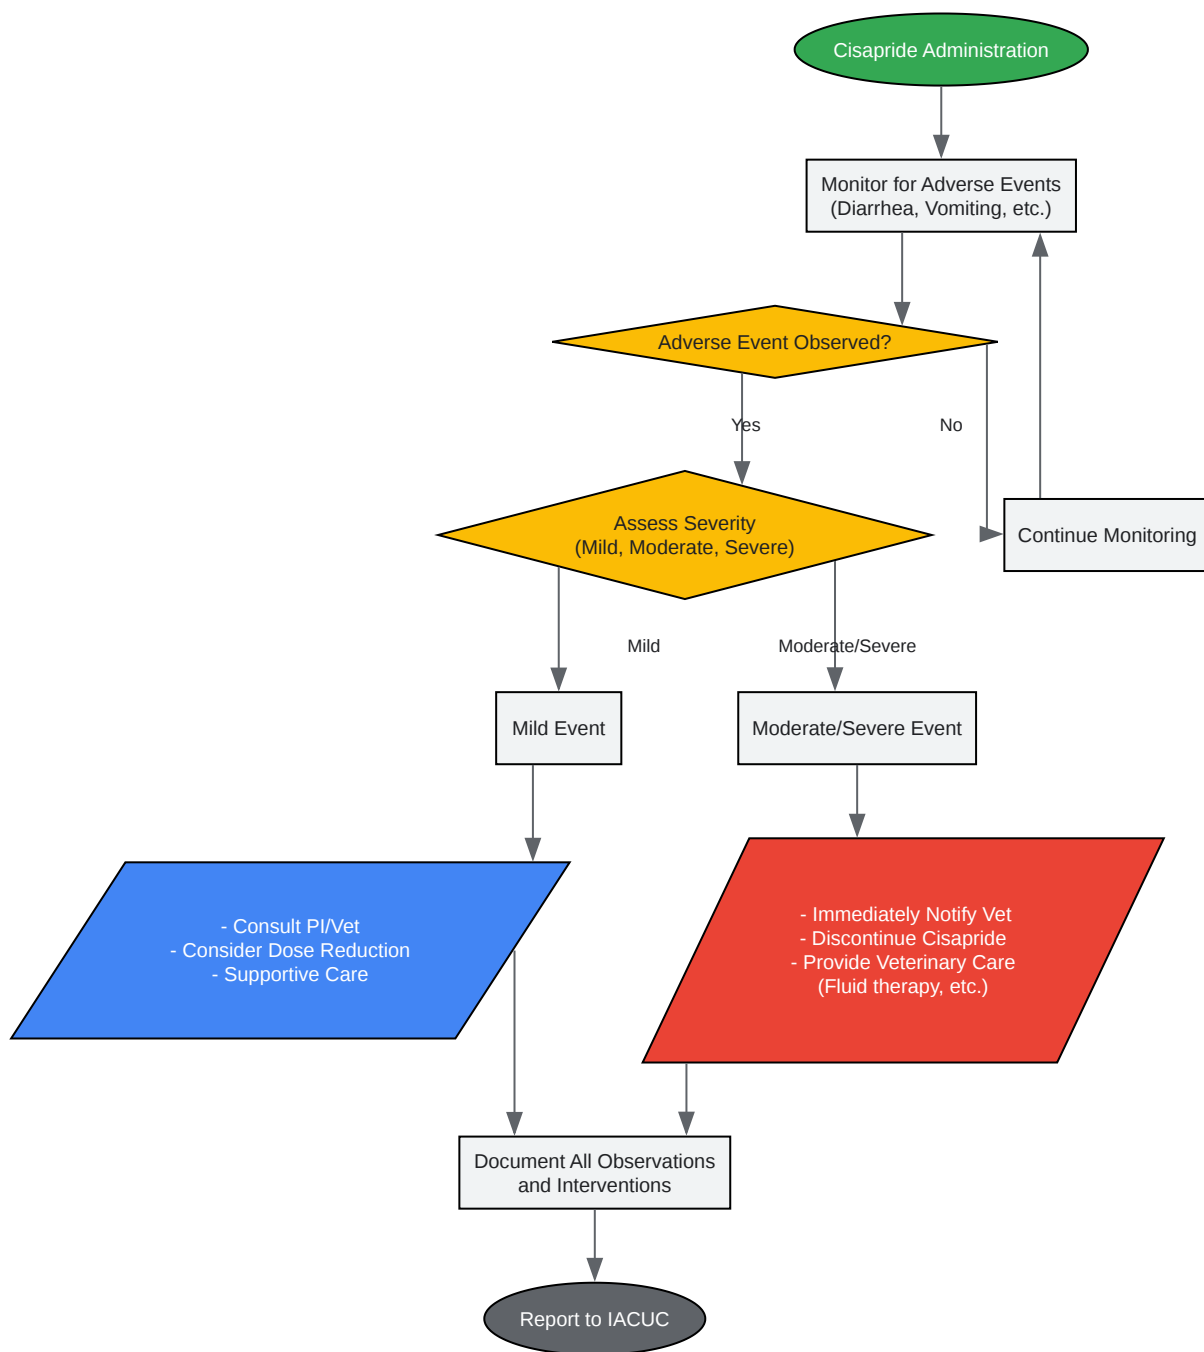 Cisapride Administration
Monitor for Adverse Events
(Diarrhea, Vomiting, etc.)
Adverse Event Observed?
Yes
No
Assess Severity
(Mild, Moderate, Severe)
Continue Monitoring
Mild
Moderate/Severe
Mild Event
Moderate/Severe Event
- Consult PI/Vet
- Consider Dose Reduction
- Supportive Care
- Immediately Notify Vet
- Discontinue Cisapride
- Provide Veterinary Care
(Fluid therapy, etc.)
Document All Observations
and Interventions
Report to IACUC